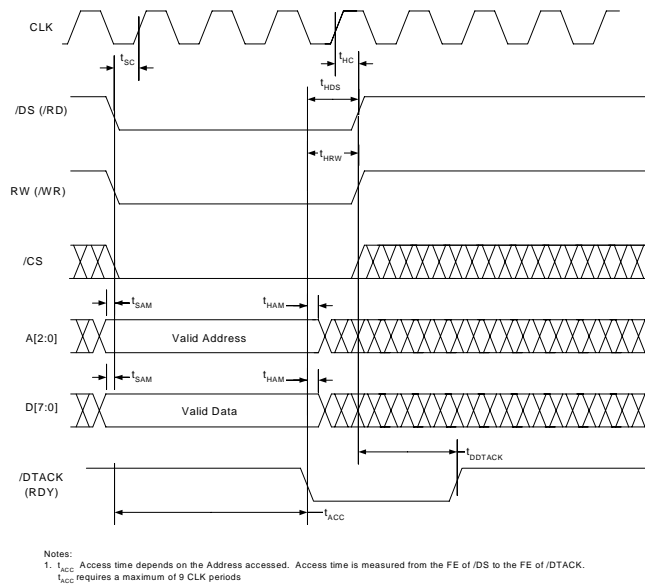 CLK
tSC
tHC
tHDS
/DS (/RD)
tHRW
RW (/WR)
/CS
tSAM
tHAM
A[2:0]
Valid Address
tSAM
tHAM
D[7:0]
Valid Data
tDDTACK
/DTACK
(RDY)
tACC
Notes:
1. tACC Access time depends on the Address accessed. Access time is measured from the FE of /DS to the FE of /DTACK.
tACC requires a maximum of 9 CLK periods